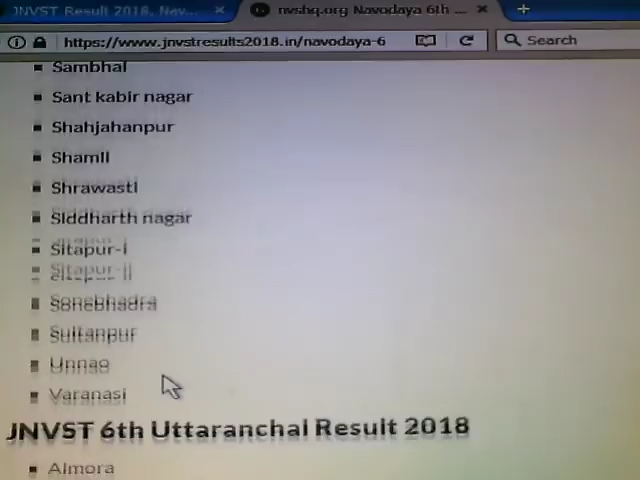 JNVST Result 2018, Nav...
nvshq.org Navodaya 6th ...
https://www.jnvstresults2018.in/navodaya-6
Search
Sambhal
Sant kabir nagar
Shahjahanpur
Shamli
Shrawasti
Siddharth nagar
Sitapur-I
Sitapur-II
Sonebhadra
Sultanpur
Unnao
Varanasi
JNVST 6th Uttaranchal Result 2018
Almora